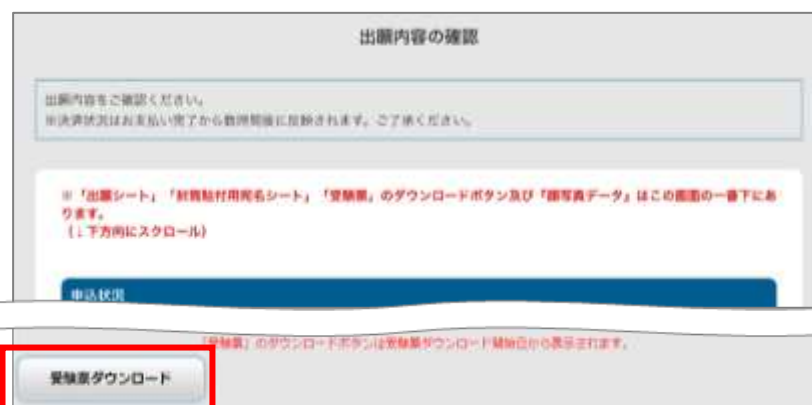 出願内容の確認
出願内容をご確認ください。
※決済状況はお支払い完了から数時間後に反映されます。ご了承ください。
※「出願シート」「封筒貼付用宛名シート」「受験票」のダウンロードボタン及び「顔写真データ」はこの画面の一番下にあ
ります。
(↓下方向にスクロール)
申込状況
「受験票」のダウンロードボタンは受験票ダウンロード開始日から表示されます。
受験票ダウンロード